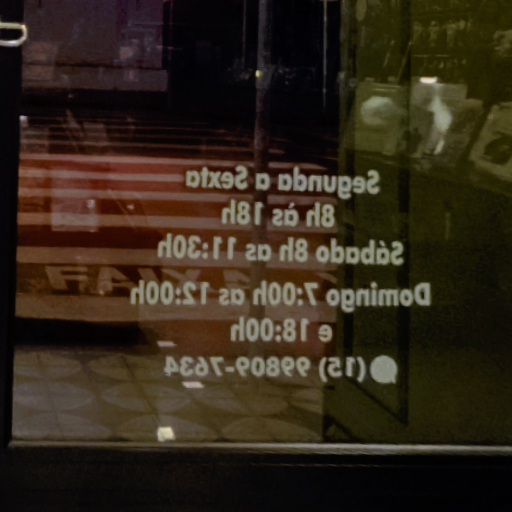 Segunda a Sexta
8h às 18h
Sábado 8h as 11:30h
Domingo 7:00h as 12:00h
e 18:00h
(15) 99809-7634